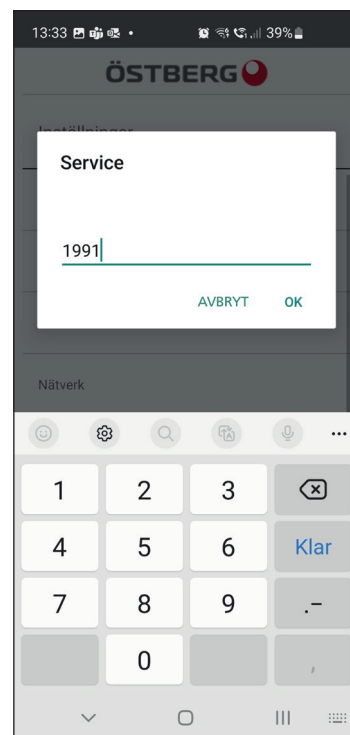 13:33 39%
ÖSTBERG
Inställningar
Service
1991
AVBRYT OK
Nätverk
1 2 3
4 5 6 Klar
7 8 9 .–
0 ,